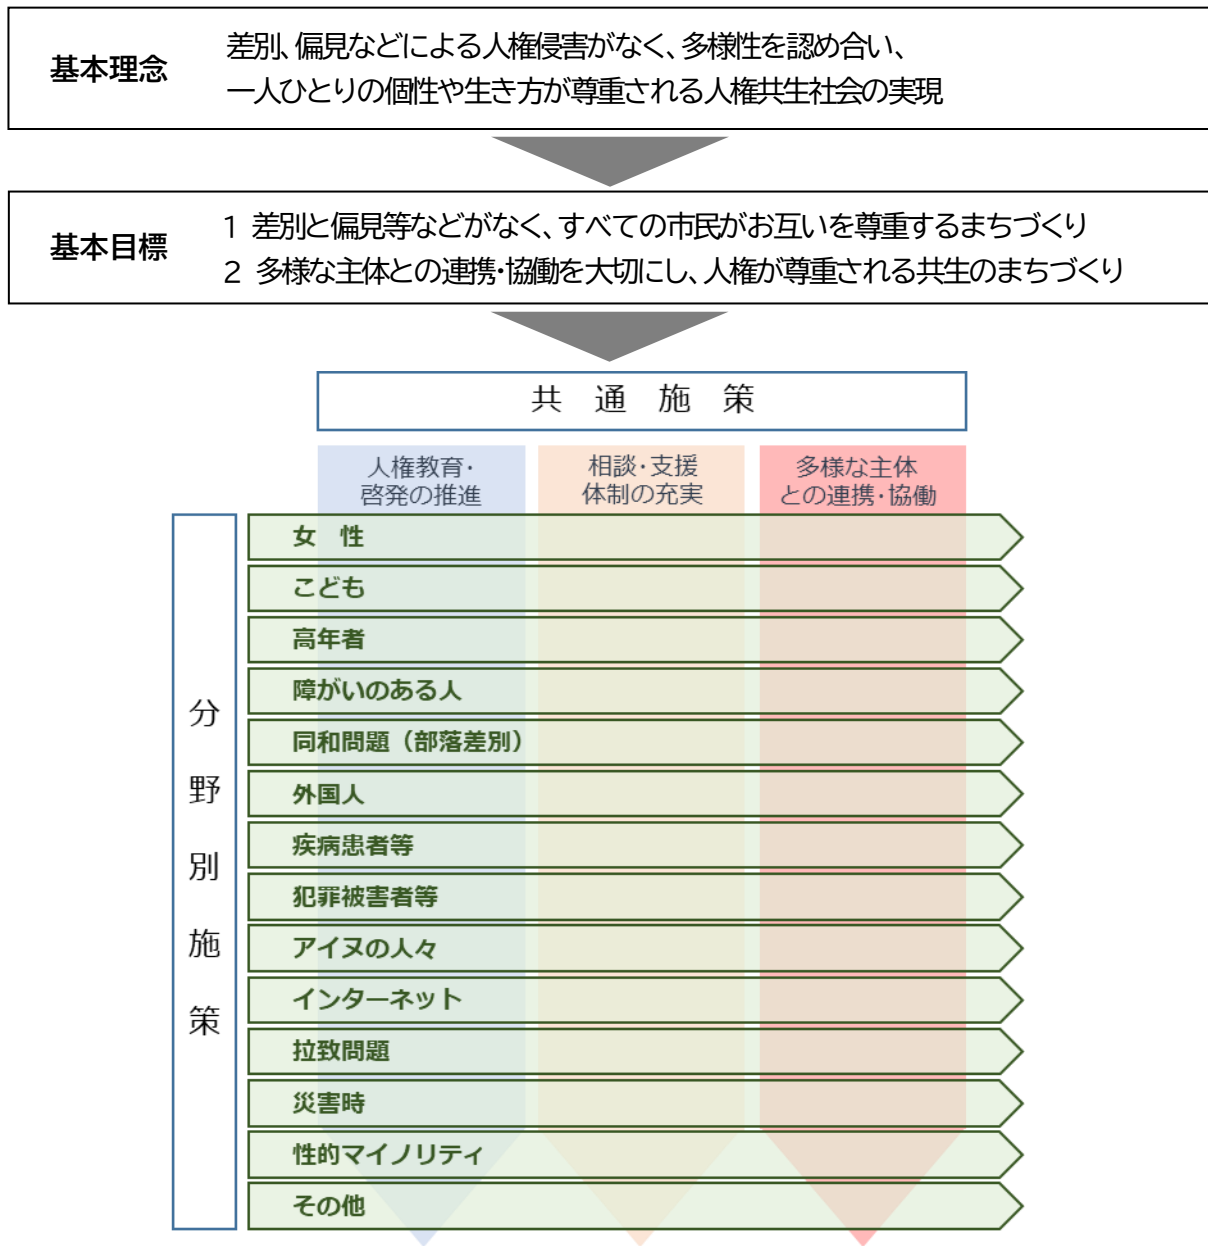 基本理念
差別、偏見などによる人権侵害がなく、多様性を認め合い、
一人ひとりの個性や生き方が尊重される人権共生社会の実現
基本目標
1 差別と偏見等などがなく、すべての市民がお互いを尊重するまちづくり
2 多様な主体との連携・協働を大切にし、人権が尊重される共生のまちづくり
共 通 施 策
人権教育・
啓発の推進
相談・支援
体制の充実
多様な主体
との連携・協働
分野別施策
女 性
こども
高年者
障がいのある人
同和問題（部落差別）
外国人
疾病患者等
犯罪被害者等
アイヌの人々
インターネット
拉致問題
災害時
性的マイノリティ
その他